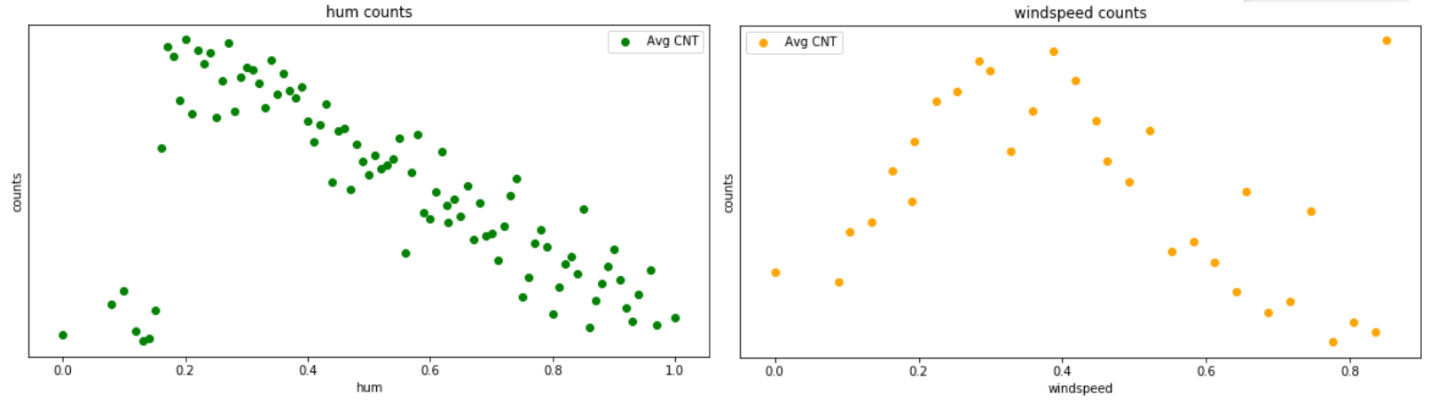 hum counts
Avg CNT
counts
0.0 0.2 0.4 0.6 0.8 1.0
hum
windspeed counts
Avg CNT
counts
0.0 0.2 0.4 0.6 0.8
windspeed